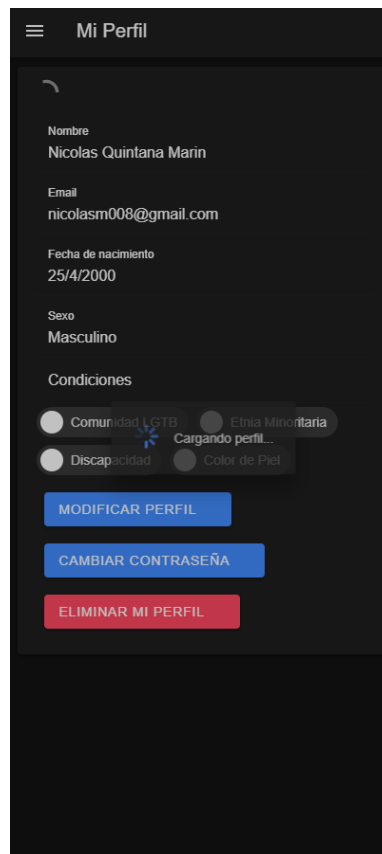 Mi Perfil
Nombre
Nicolas Quintana Marin
Email
nicolasm008@gmail.com
Fecha de nacimiento
25/4/2000
Sexo
Masculino
Condiciones
Comunidad LGTB Etnia Minoritaria
Cargando perfil...
Discapacidad Color de Piel
MODIFICAR PERFIL
CAMBIAR CONTRASEÑA
ELIMINAR MI PERFIL